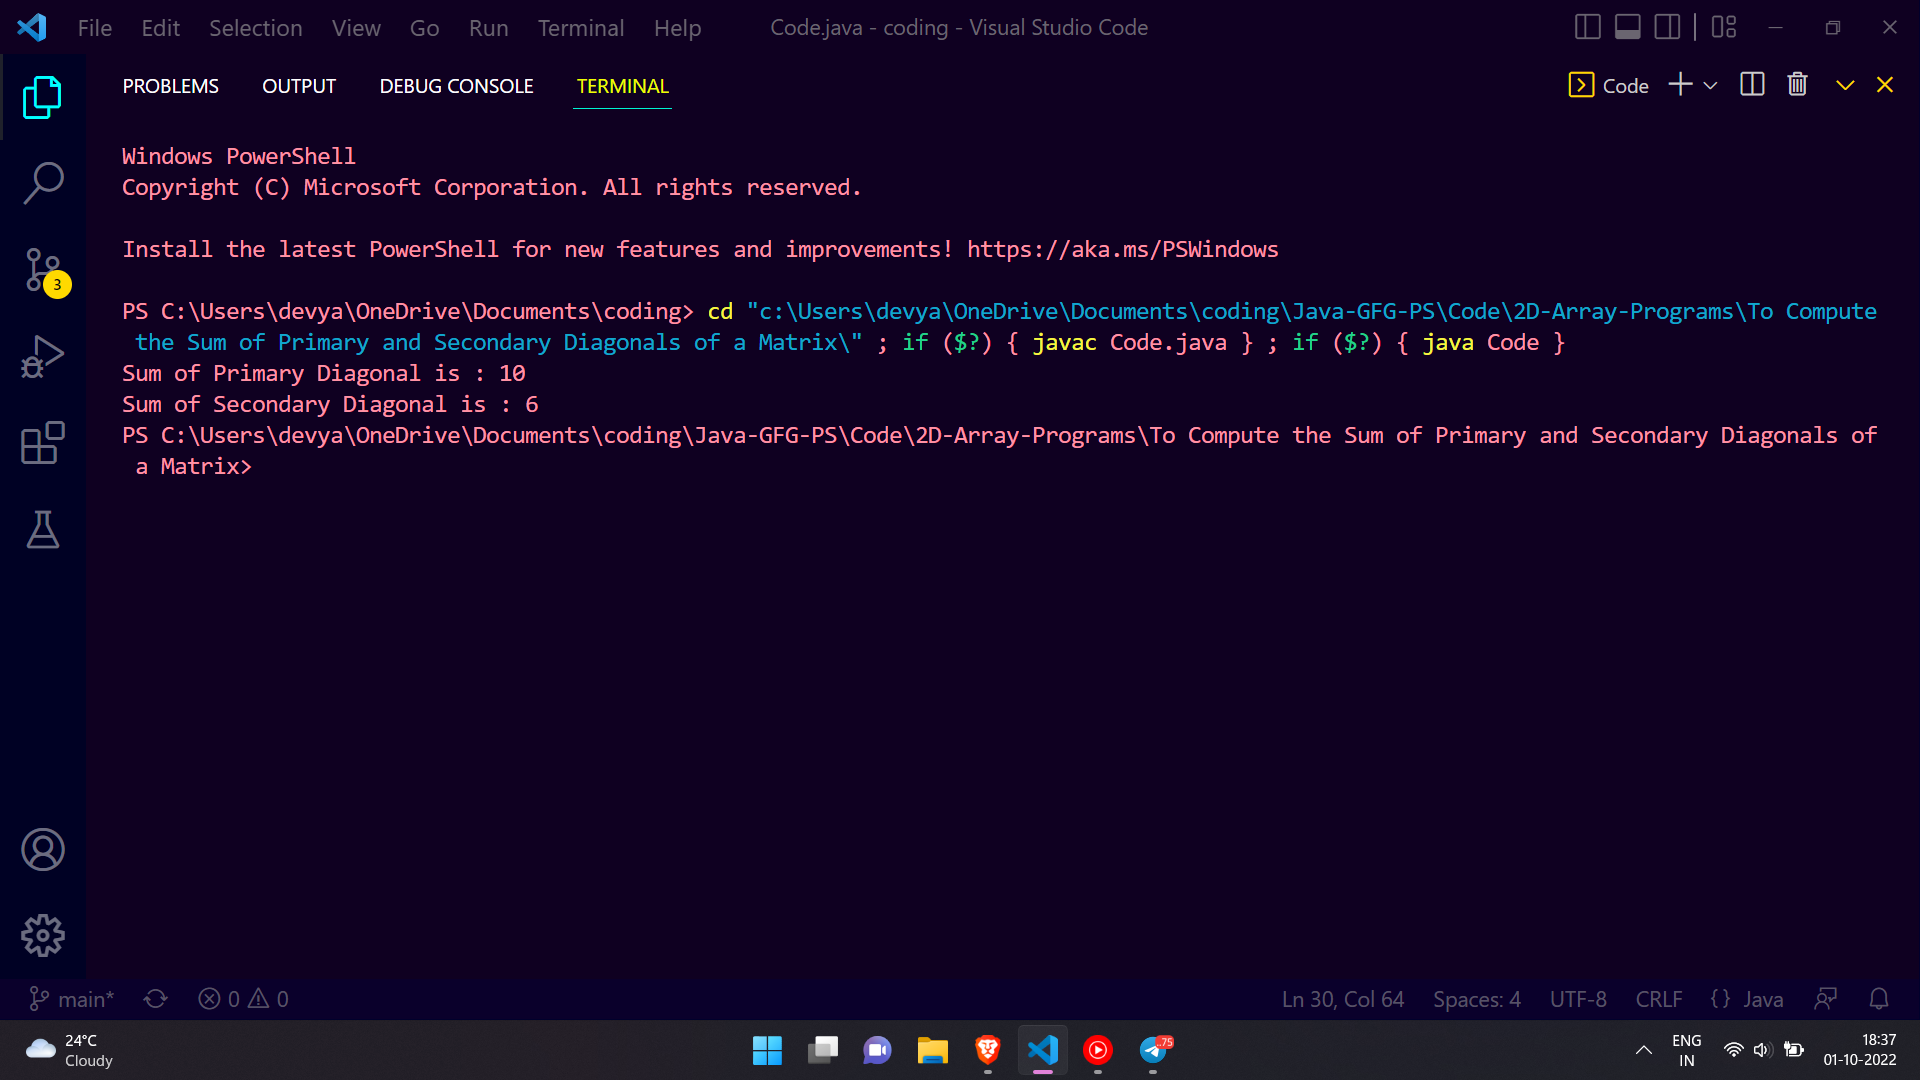 File Edit Selection View Go Run Terminal Help Code.java - coding - Visual Studio Code
PROBLEMS OUTPUT DEBUG CONSOLE TERMINAL Code
Windows PowerShell
Copyright (C) Microsoft Corporation. All rights reserved.
Install the latest PowerShell for new features and improvements! https://aka.ms/PSWindows
3
PS C:\Users\devya\OneDrive\Documents\coding> cd "c:\Users\devya\OneDrive\Documents\coding\Java-GFG-PS\Code\2D-Array-Programs\To Compute
the Sum of Primary and Secondary Diagonals of a Matrix\" ; if ($?) { javac Code.java } ; if ($?) { java Code }
Sum of Primary Diagonal is : 10
Sum of Secondary Diagonal is : 6
PS C:\Users\devya\OneDrive\Documents\coding\Java-GFG-PS\Code\2D-Array-Programs\To Compute the Sum of Primary and Secondary Diagonals of
a Matrix>
main* 0 0 Ln 30, Col 64 Spaces: 4 UTF-8 CRLF {} Java
24°C
Cloudy
..75
ENG
IN
18:37
01-10-2022